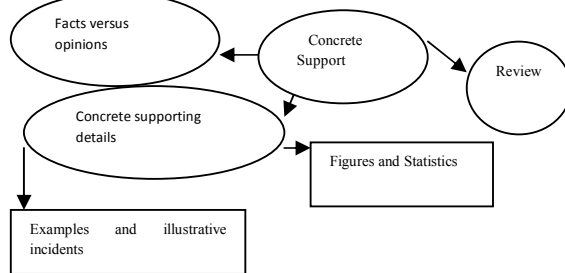 Facts versus
opinions
Concrete
Support
Review
Concrete supporting
details
Figures and Statistics
Examples and illustrative
incidents